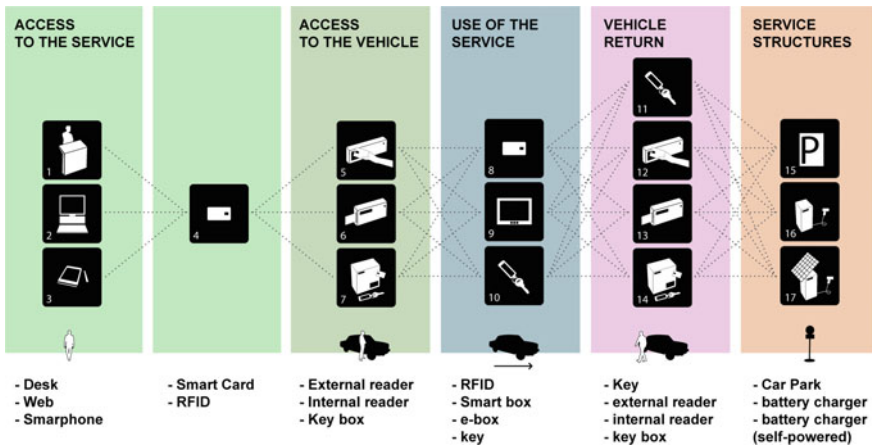 ACCESS
TO THE SERVICE
ACCESS
TO THE VEHICLE
USE OF THE
SERVICE
VEHICLE
RETURN
SERVICE
STRUCTURES
1
2
3
4
5
6
7
8
9
10
11
12
13
14
P
15
16
17
- Desk
- Web
- Smarphone
- Smart Card
- RFID
- External reader
- Internal reader
- Key box
- RFID
- Smart box
- e-box
- key
- Key
- external reader
- internal reader
- key box
- Car Park
- battery charger
- battery charger
(self-powered)